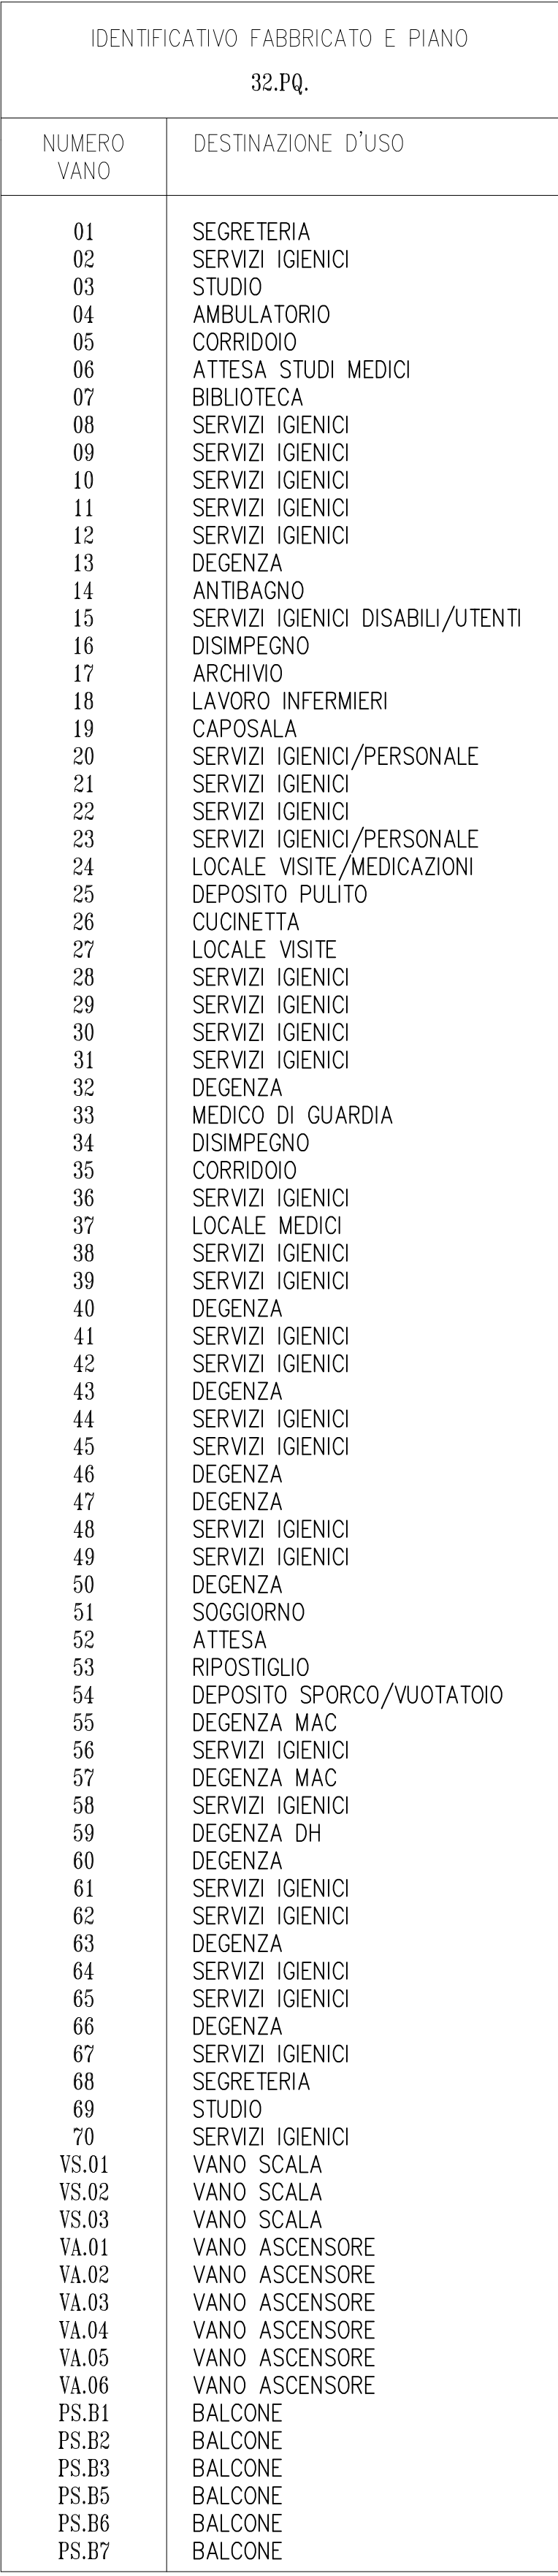 IDENTIFICATIVO FABBRICATO E PIANO
32.PQ.
NUMERO VANO DESTINAZIONE D'USO
01 SEGRETERIA
02 SERVIZI IGIENICI
03 STUDIO
04 AMBULATORIO
05 CORRIDOIO
06 ATTESA STUDI MEDICI
07 BIBLIOTECA
08 SERVIZI IGIENICI
09 SERVIZI IGIENICI
10 SERVIZI IGIENICI
11 SERVIZI IGIENICI
12 SERVIZI IGIENICI
13 DEGENZA
14 ANTIBAGNO
15 SERVIZI IGIENICI DISABILI/UTENTI
16 DISIMPEGNO
17 ARCHIVIO
18 LAVORO INFERMIERI
19 CAPOSALA
20 SERVIZI IGIENICI/PERSONALE
21 SERVIZI IGIENICI
22 SERVIZI IGIENICI
23 SERVIZI IGIENICI/PERSONALE
24 LOCALE VISITE/MEDICAZIONI
25 DEPOSITO PULITO
26 CUCINETTA
27 LOCALE VISITE
28 SERVIZI IGIENICI
29 SERVIZI IGIENICI
30 SERVIZI IGIENICI
31 SERVIZI IGIENICI
32 DEGENZA
33 MEDICO DI GUARDIA
34 DISIMPEGNO
35 CORRIDOIO
36 SERVIZI IGIENICI
37 LOCALE MEDICI
38 SERVIZI IGIENICI
39 SERVIZI IGIENICI
40 DEGENZA
41 SERVIZI IGIENICI
42 SERVIZI IGIENICI
43 DEGENZA
44 SERVIZI IGIENICI
45 SERVIZI IGIENICI
46 DEGENZA
47 DEGENZA
48 SERVIZI IGIENICI
49 SERVIZI IGIENICI
50 DEGENZA
51 SOGGIORNO
52 ATTESA
53 RIPOSTIGLIO
54 DEPOSITO SPORCO/VUOTATOIO
55 DEGENZA MAC
56 SERVIZI IGIENICI
57 DEGENZA MAC
58 SERVIZI IGIENICI
59 DEGENZA DH
60 DEGENZA
61 SERVIZI IGIENICI
62 SERVIZI IGIENICI
63 DEGENZA
64 SERVIZI IGIENICI
65 SERVIZI IGIENICI
66 DEGENZA
67 SERVIZI IGIENICI
68 SEGRETERIA
69 STUDIO
70 SERVIZI IGIENICI
VS.01 VANO SCALA
VS.02 VANO SCALA
VS.03 VANO SCALA
VA.01 VANO ASCENSORE
VA.02 VANO ASCENSORE
VA.03 VANO ASCENSORE
VA.04 VANO ASCENSORE
VA.05 VANO ASCENSORE
VA.06 VANO ASCENSORE
PS.B1 BALCONE
PS.B2 BALCONE
PS.B3 BALCONE
PS.B5 BALCONE
PS.B6 BALCONE
PS.B7 BALCONE